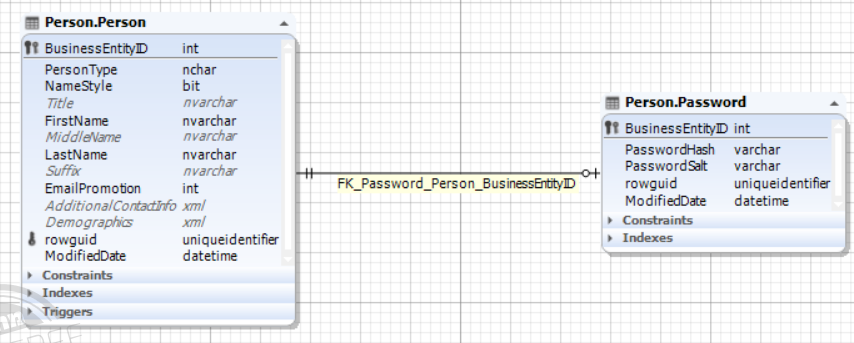 Person.Person
BusinessEntityID int
PersonType nchar
NameStyle bit
Title nvarchar
FirstName nvarchar
MiddleName nvarchar
LastName nvarchar
Suffix nvarchar
EmailPromotion int
AdditionalContactInfo xml
Demographics xml
rowguid uniqueidentifier
ModifiedDate datetime
Constraints
Indexes
Triggers
FK_Password_Person_BusinessEntityID
Person.Password
BusinessEntityID int
PasswordHash varchar
PasswordSalt varchar
rowguid uniqueidentifier
ModifiedDate datetime
Constraints
Indexes